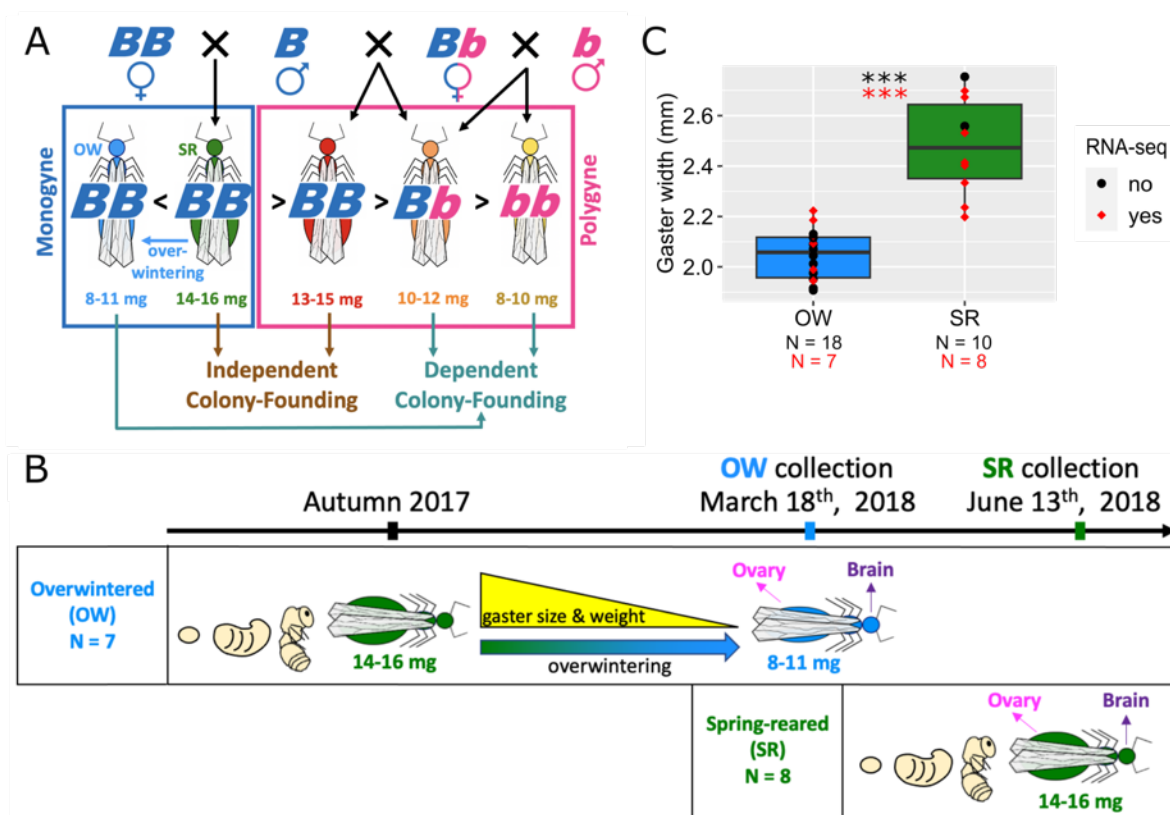 A
BB × B × Bb × b
♀ ♂ ♀ ♂
Monogyne
OW
SR
BB < BB > BB > Bb > bb
Polygyne
over-
wintering
8-11 mg 14-16 mg 13-15 mg 10-12 mg 8-10 mg
Independent
Colony-Founding
Dependent
Colony-Founding
C
Gaster width (mm)
2.6
2.4
2.2
2.0
***
***
OW SR
N = 18 N = 10
N = 7 N = 8
RNA-seq
no
yes
B
Autumn 2017
OW collection
March 18th, 2018
SR collection
June 13th, 2018
Overwintered
(OW)
N = 7
14-16 mg
gaster size & weight
overwintering
Ovary
Brain
8-11 mg
Spring-reared
(SR)
N = 8
Ovary
Brain
14-16 mg